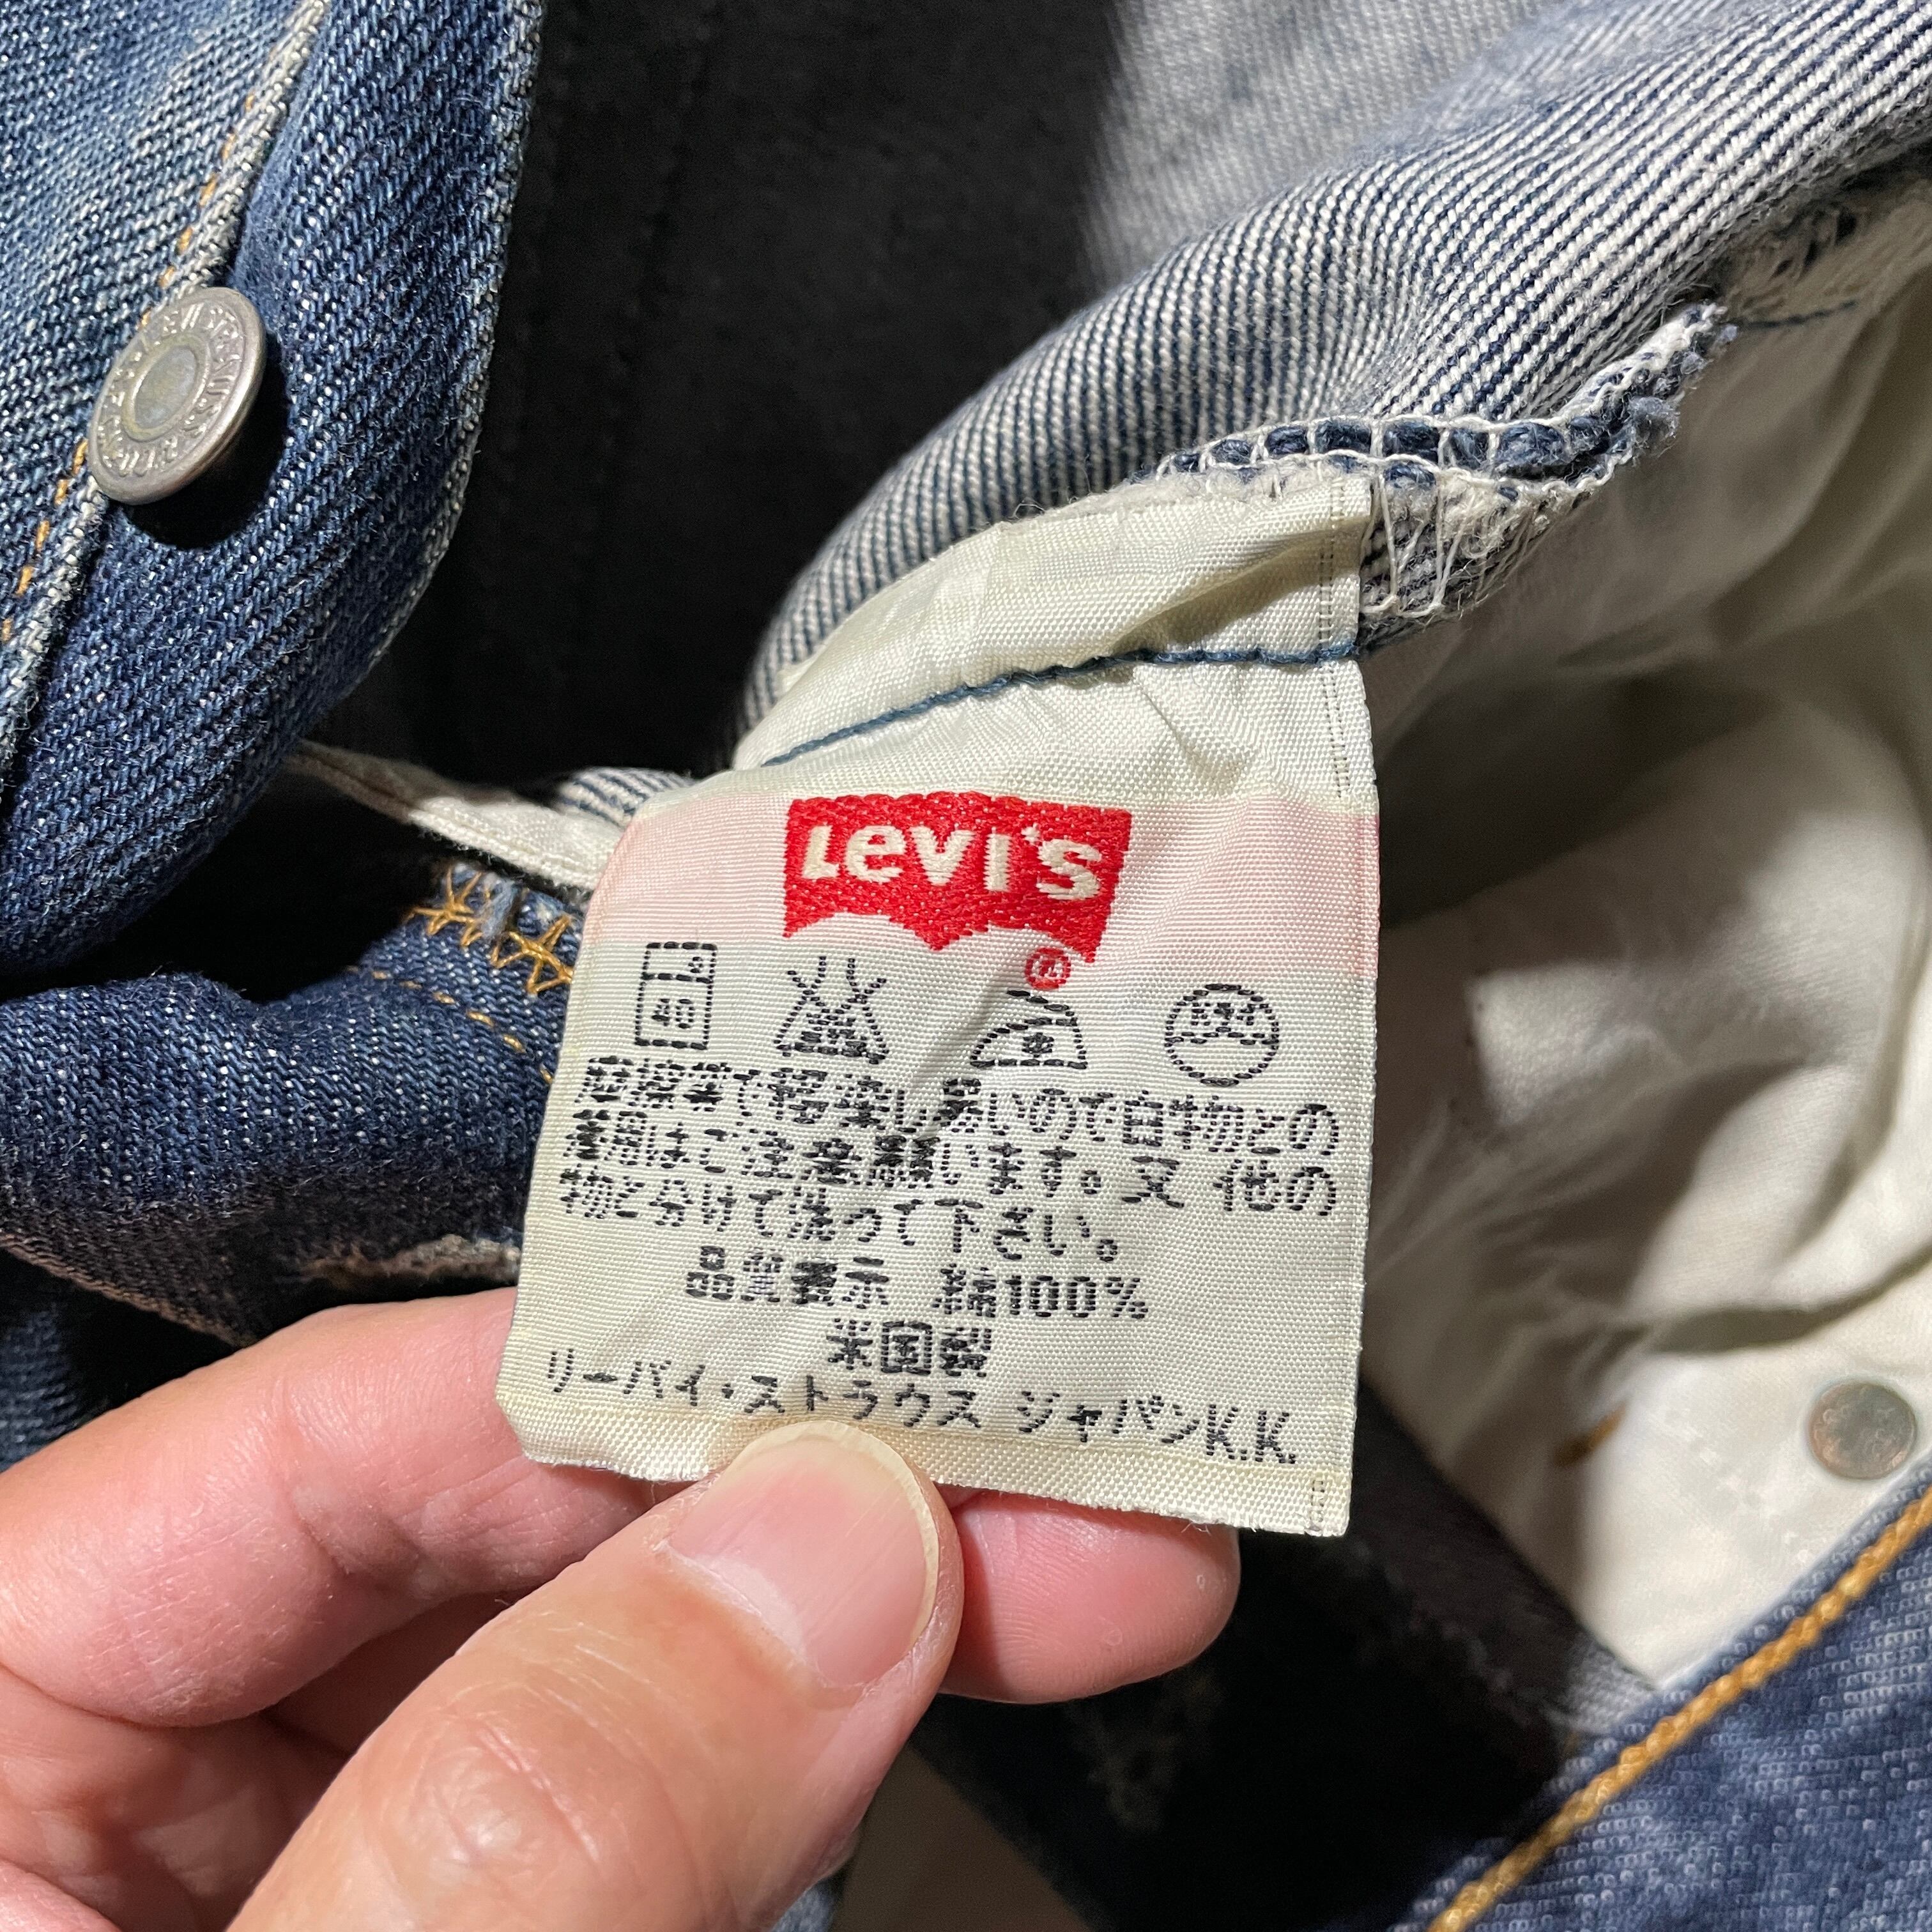 Levi's
®
40
摩擦等で移染し易いので白物との
着用はご注意願います。又 他の
物と分けて洗って下さい。
品質表示 綿100%
米国製
リーバイ・ストラウス ジャパンK.K.